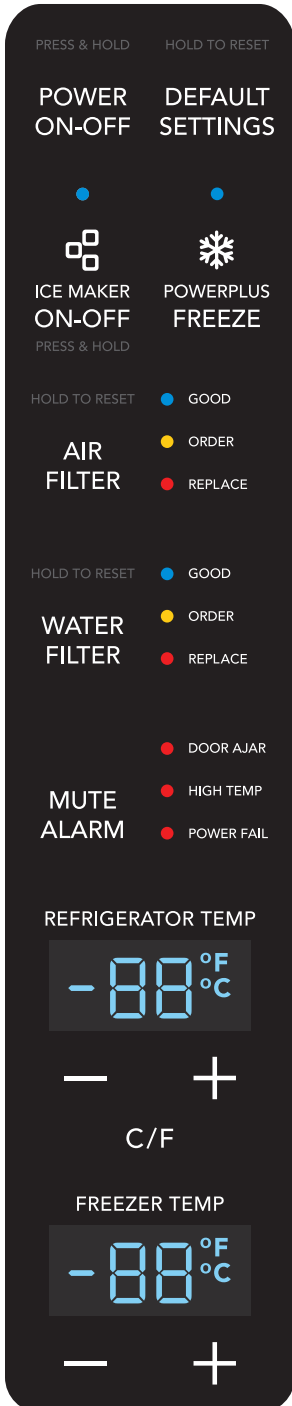 PRESS & HOLD
HOLD TO RESET
POWER
ON-OFF
DEFAULT
SETTINGS
ICE MAKER
ON-OFF
PRESS & HOLD
POWERPLUS
FREEZE
HOLD TO RESET
AIR
FILTER
GOOD
ORDER
REPLACE
HOLD TO RESET
WATER
FILTER
GOOD
ORDER
REPLACE
MUTE
ALARM
DOOR AJAR
HIGH TEMP
POWER FAIL
REFRIGERATOR TEMP
-88 °F
°C
— +
C/F
FREEZER TEMP
-88 °F
°C
— +